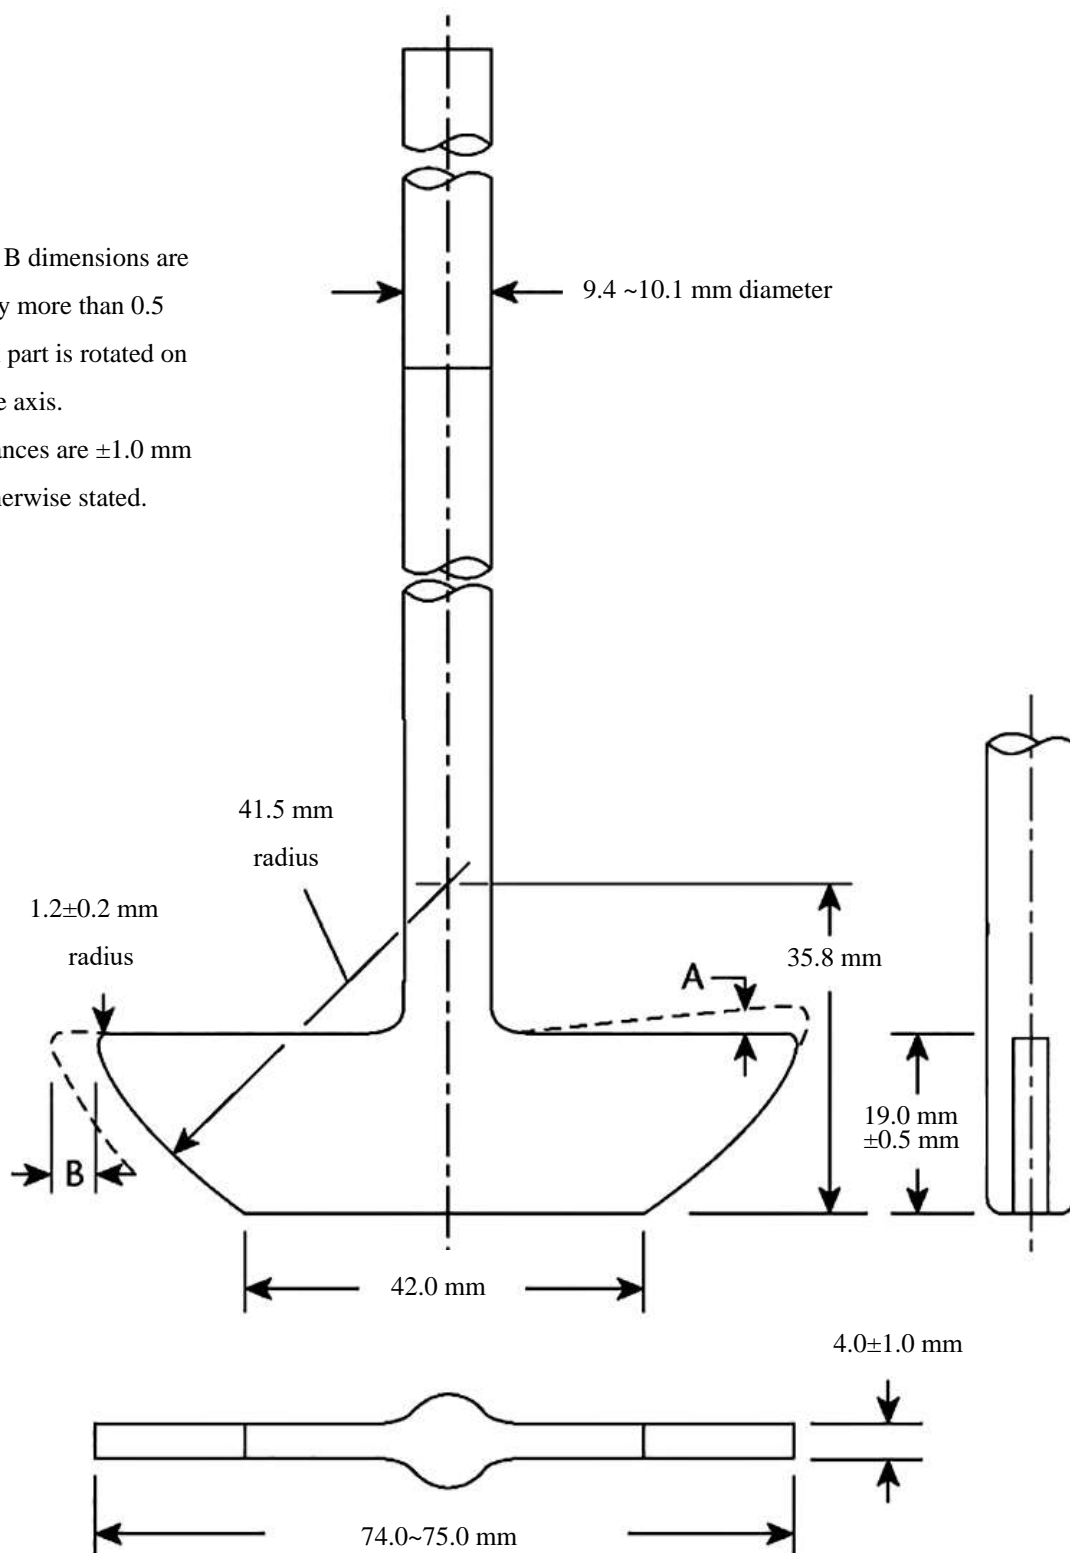 B dimensions are
y more than 0.5
9.4 ~10.1 mm diameter
part is rotated on
e axis.
ances are ±1.0 mm
nerwise stated.
41.5 mm
radius
1.2±0.2 mm
radius
A
35.8 mm
19.0 mm
±0.5 mm
B
42.0 mm
4.0±1.0 mm
74.0~75.0 mm